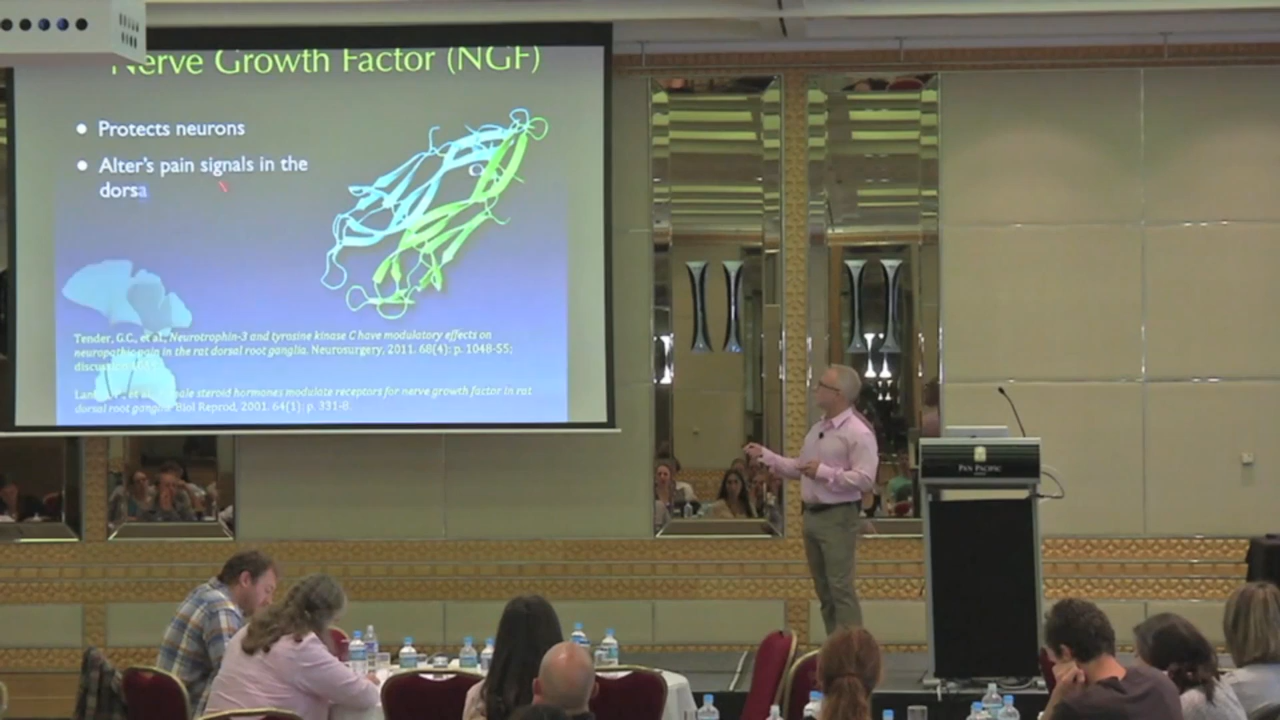 Nerve Growth Factor (NGF)
Protects neurons
Alter's pain signals in the
dorsa
Tender, G.C., et al., Neurotrophin-3 and tyrosine kinase C have modulatory effects on
neuropathic pain in the rat dorsal root ganglia. Neurosurgery, 2011. 68(4): p. 1048-55;
steroid hormones modulate receptors for nerve growth factor in rat
dorsal root ganglia. Biol Reprod, 2001. 64(1): p. 331-8.
PAN PACIFIC